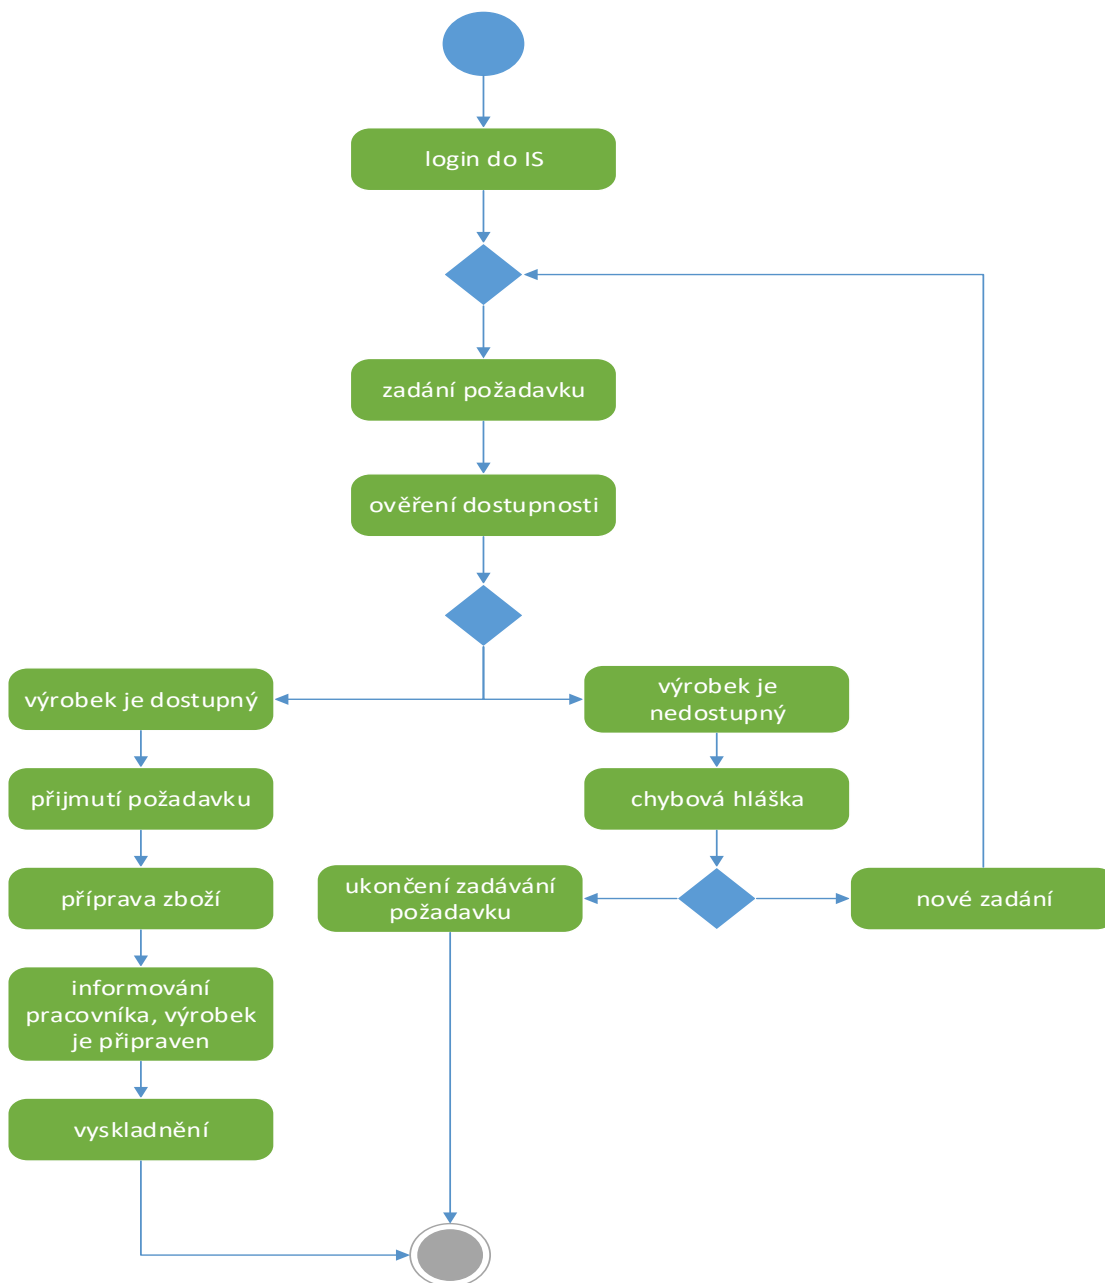 login do IS
zadání požadavku
ověření dostupnosti
výrobek je dostupný
výrobek je
nedostupný
přijmutí požadavku
chybová hláška
příprava zboží
ukončení zadávání
požadavku
nové zadání
informování
pracovníka, výrobek
je připraven
vyskladnění